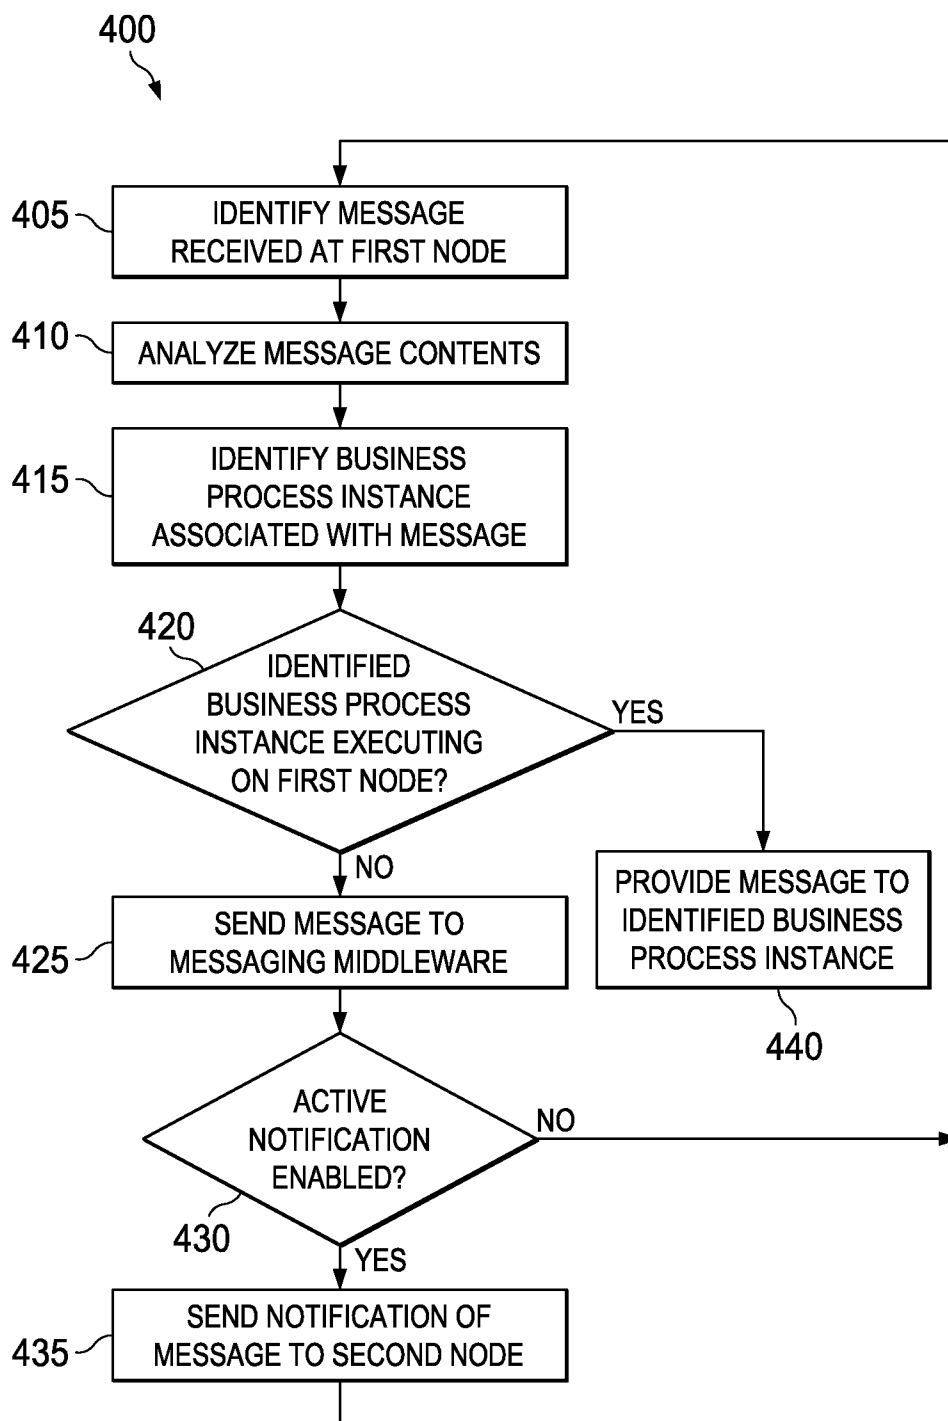 400
405
IDENTIFY MESSAGE
RECEIVED AT FIRST NODE
410
ANALYZE MESSAGE CONTENTS
415
IDENTIFY BUSINESS
PROCESS INSTANCE
ASSOCIATED WITH MESSAGE
420
IDENTIFIED
BUSINESS PROCESS
INSTANCE EXECUTING
ON FIRST NODE?
YES
NO
425
SEND MESSAGE TO
MESSAGING MIDDLEWARE
PROVIDE MESSAGE TO
IDENTIFIED BUSINESS
PROCESS INSTANCE
440
ACTIVE
NOTIFICATION
ENABLED?
NO
430
YES
435
SEND NOTIFICATION OF
MESSAGE TO SECOND NODE